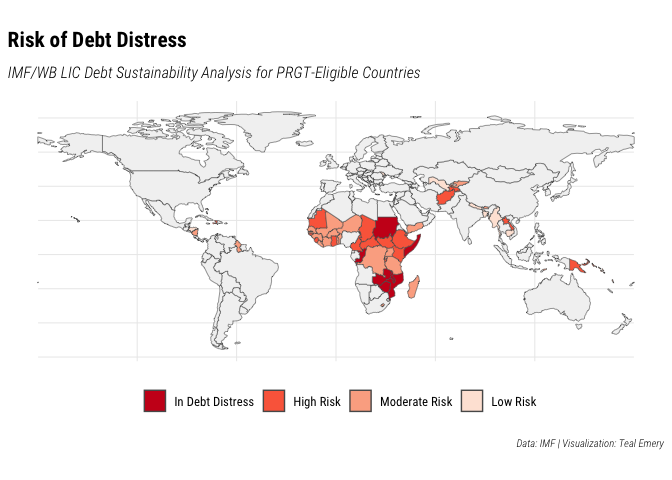 Risk of Debt Distress
IMF/WB LIC Debt Sustainability Analysis for PRGT-Eligible Countries
In Debt Distress High Risk Moderate Risk Low Risk
Data: IMF | Visualization: Teal Emery